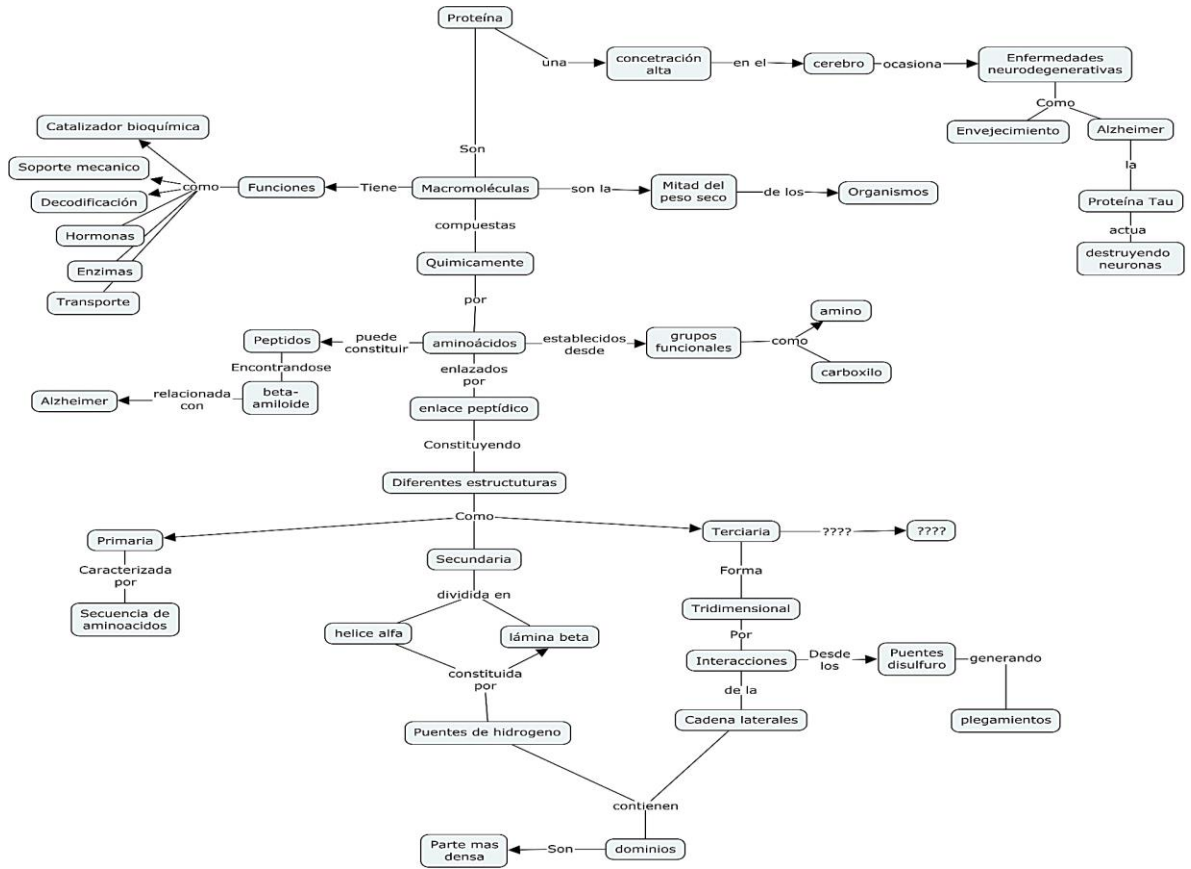 Proteína
una
concetración
alta
en el
cerebro
ocasiona
Enfermedades
neurodegenerativas
Como
Envejecimiento
Alzheimer
la
Proteína Tau
actua
destruyendo
neuronas
Son
Catalizador bioquímica
Soporte mecanico
Decodificación
Hormonas
Enzimas
Transporte
como
Funciones
Tiene
Macromoléculas
son la
Mitad del
peso seco
de los
Organismos
compuestas
Quimicamente
por
Peptidos
puede
constituir
aminoácidos
establecidos
desde
grupos
funcionales
como
amino
carboxilo
Encontrandose
beta-
amiloide
relacionada
con
Alzheimer
enlazados
por
enlace peptídico
Constituyendo
Diferentes estructuturas
Como
Primaria
Caracterizada
por
Secuencia de
aminoacidos
Secundaria
dividida en
helice alfa
lámina beta
constituida
por
Puentes de hidrogeno
Terciaria
????
????
Forma
Tridimensional
Por
Interacciones
Desde
los
Puentes
disulfuro
generando
plegamientos
de la
Cadena laterales
contienen
dominios
Son
Parte mas
densa